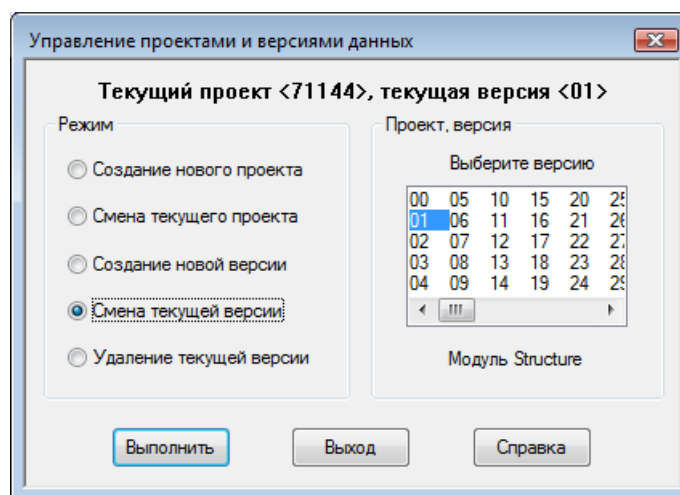 Управление проектами и версиями данных
Текущий проект <71144>, текущая версия <01>
Режим
Создание нового проекта
Смена текущего проекта
Создание новой версии
Смена текущей версии
Удаление текущей версии
Проект, версия
Выберите версию
00 05 10 15 20
01 06 11 16 21
02 07 12 17 22
03 08 13 18 23
04 09 14 19 24
Модуль Structure
Выполнить Выход Справка